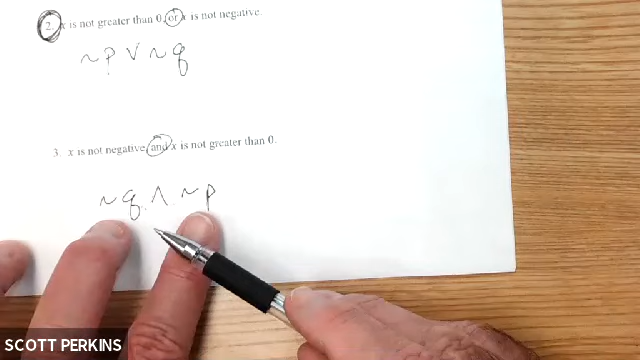 2. x is not greater than 0, or x is not negative.
~p ∨ ~q
3. x is not negative and x is not greater than 0.
~q ∧ ~p
SCOTT PERKINS